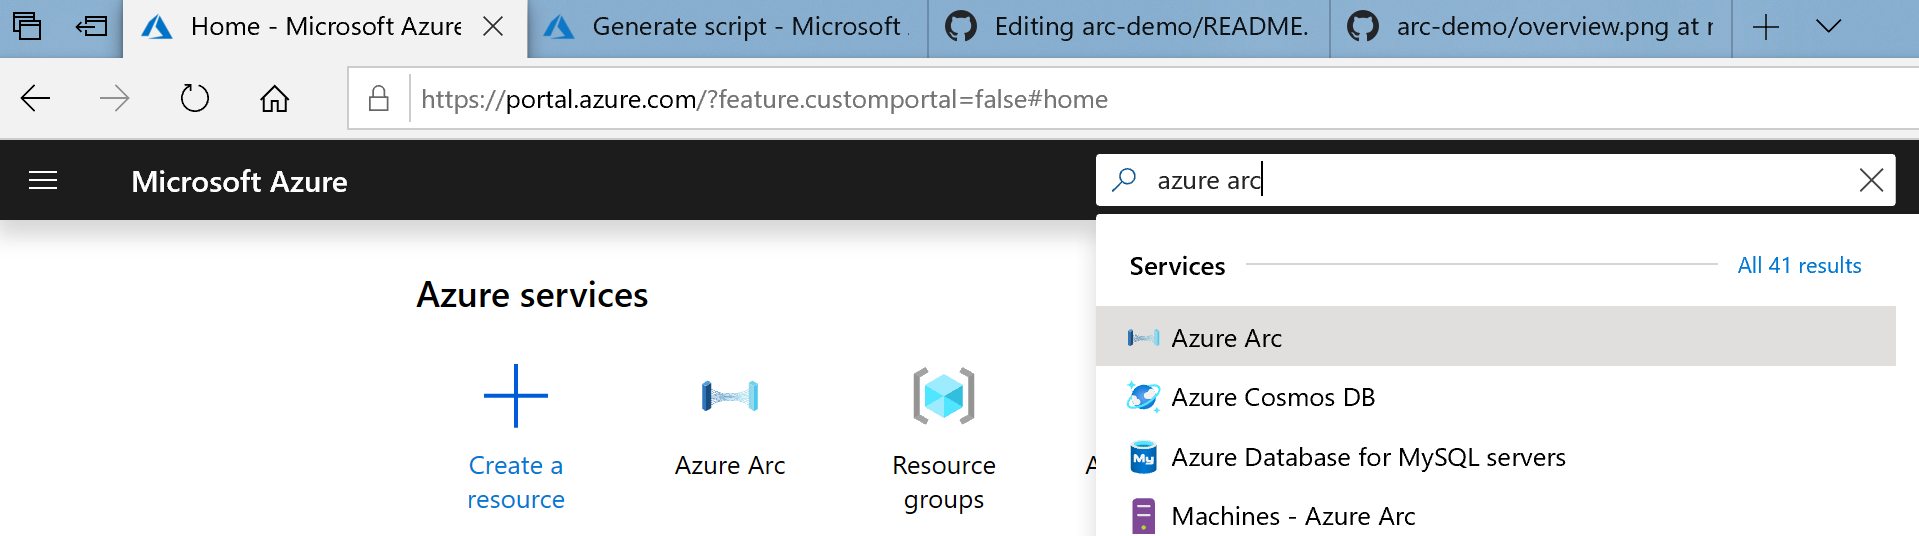 Home - Microsoft Azure
Generate script - Microsoft
Editing arc-demo/README.
arc-demo/overview.png at
https://portal.azure.com/?feature.customportal=false#home
Microsoft Azure
azure arc
Services
All 41 results
Azure services
Azure Arc
Azure Cosmos DB
My
Azure Database for MySQL servers
Machines - Azure Arc
Create a
resource
Azure Arc
Resource
groups